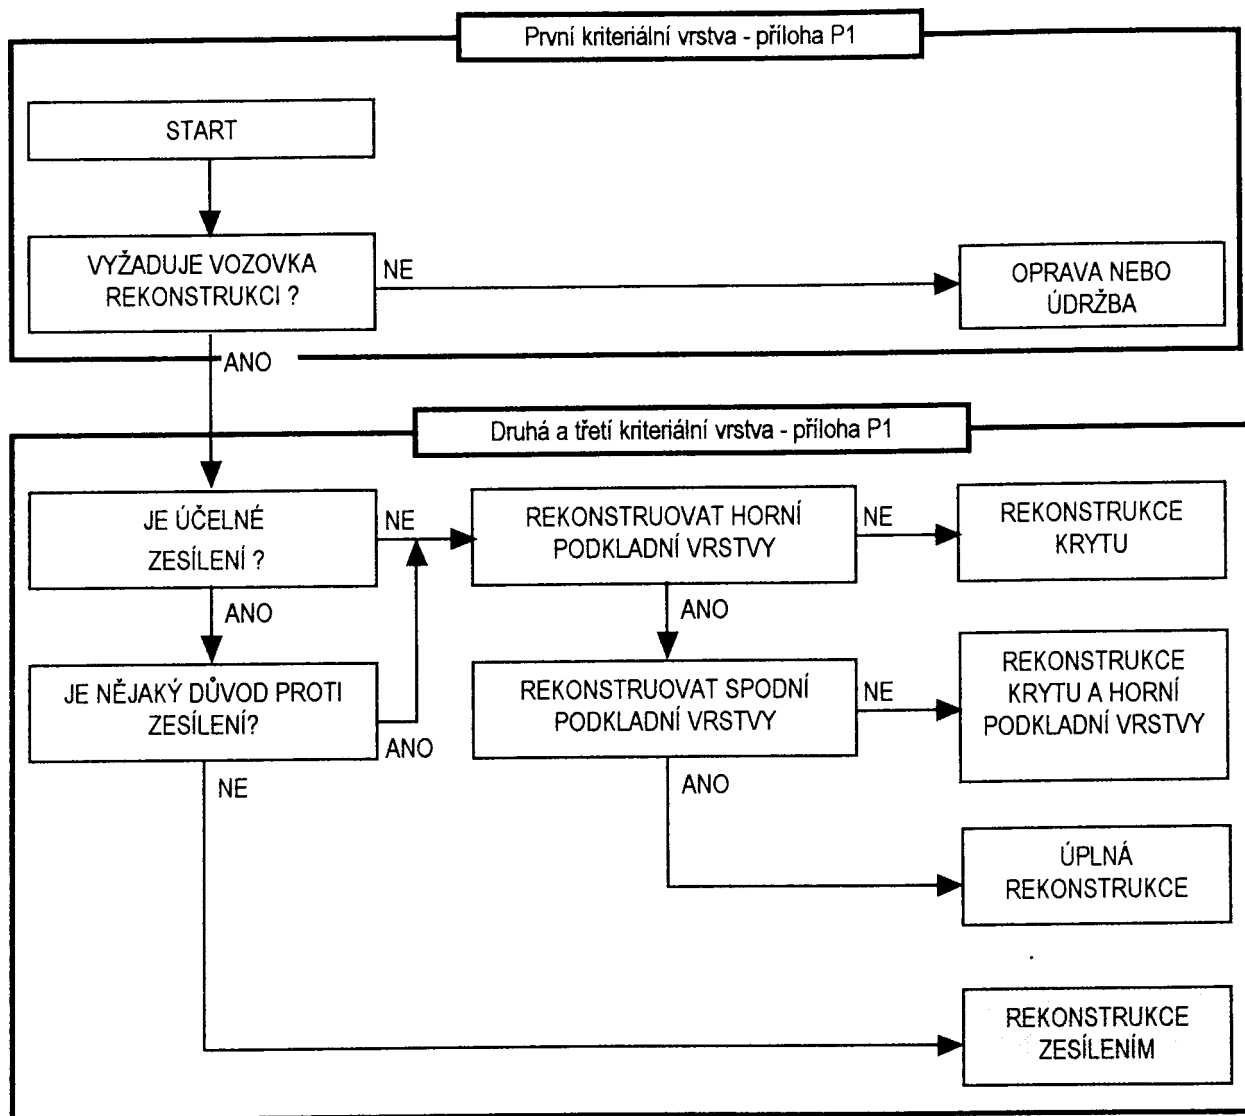 První kriteriální vrstva - příloha P1
START
VYŽADUJE VOZOVKA
REKONSTRUKCI ?
NE
OPRAVA NEBO
ÚDRŽBA
ANO
Druhá a třetí kriteriální vrstva - příloha P1
JE ÚČELNÉ
ZESÍLENÍ ?
NE
REKONSTRUOVAT HORNÍ
PODKLADNÍ VRSTVY
NE
REKONSTRUKCE
KRYTU
ANO
ANO
JE NĚJAKÝ DŮVOD PROTI
ZESÍLENÍ?
ANO
NE
REKONSTRUOVAT SPODNÍ
PODKLADNÍ VRSTVY
NE
REKONSTRUKCE
KRYTU A HORNÍ
PODKLADNÍ VRSTVY
ANO
ÚPLNÁ
REKONSTRUKCE
REKONSTRUKCE
ZESÍLENÍM